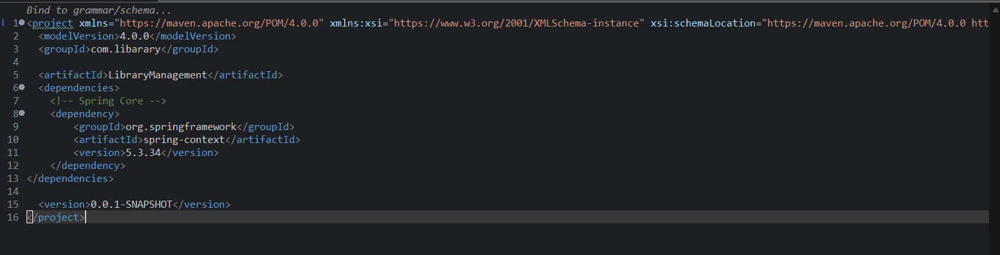 Bind to grammar/schema...
1 <project xmlns="https://maven.apache.org/POM/4.0.0" xmlns:xsi="https://www.w3.org/2001/XMLSchema-instance" xsi:schemaLocation="https://maven.apache.org/POM/4.0.0 htt
2 <modelVersion>4.0.0</modelVersion>
3 <groupId>com.libarary</groupId>
4
5 <artifactId>LibraryManagement</artifactId>
6 <dependencies>
7 <!-- Spring Core -->
8 <dependency>
9 <groupId>org.springframework</groupId>
10 <artifactId>spring-context</artifactId>
11 <version>5.3.34</version>
12 </dependency>
13 </dependencies>
14
15 <version>0.0.1-SNAPSHOT</version>
16 </project>